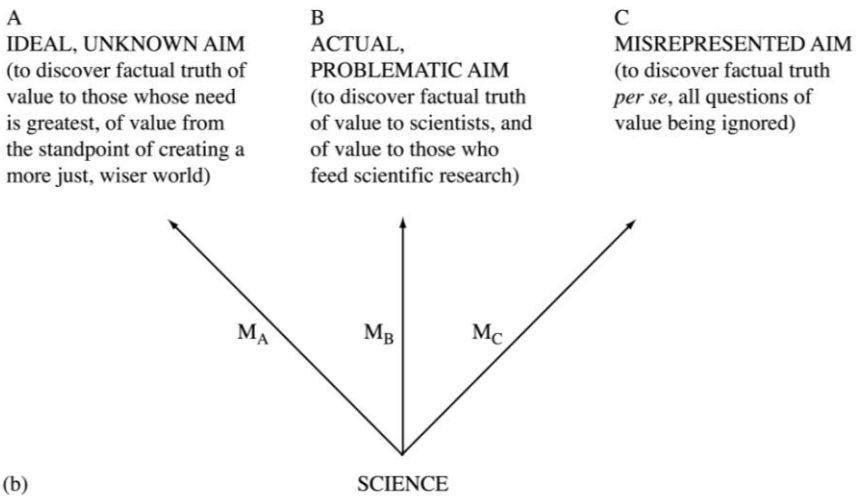 A
IDEAL, UNKNOWN AIM
(to discover factual truth of
value to those whose need
is greatest, of value from
the standpoint of creating a
more just, wiser world)
B
ACTUAL,
PROBLEMATIC AIM
(to discover factual truth
of value to scientists, and
of value to those who
feed scientific research)
C
MISREPRESENTED AIM
(to discover factual truth
per se, all questions of
value being ignored)
MA
MB
MC
(b)
SCIENCE